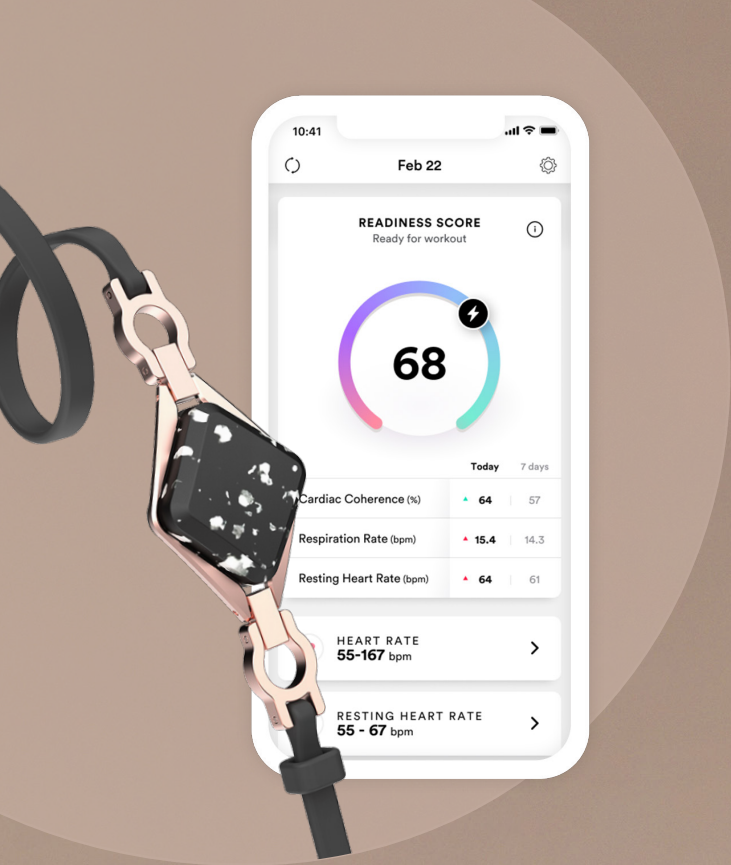 10:41
Feb 22
READINESS SCORE
Ready for workout
68
Today 7 days
Cardiac Coherence (%) 64 57
Respiration Rate (bpm) 15.4 14.3
Resting Heart Rate (bpm) 64 61
HEART RATE
55-167 bpm
RESTING HEART RATE
55 - 67 bpm